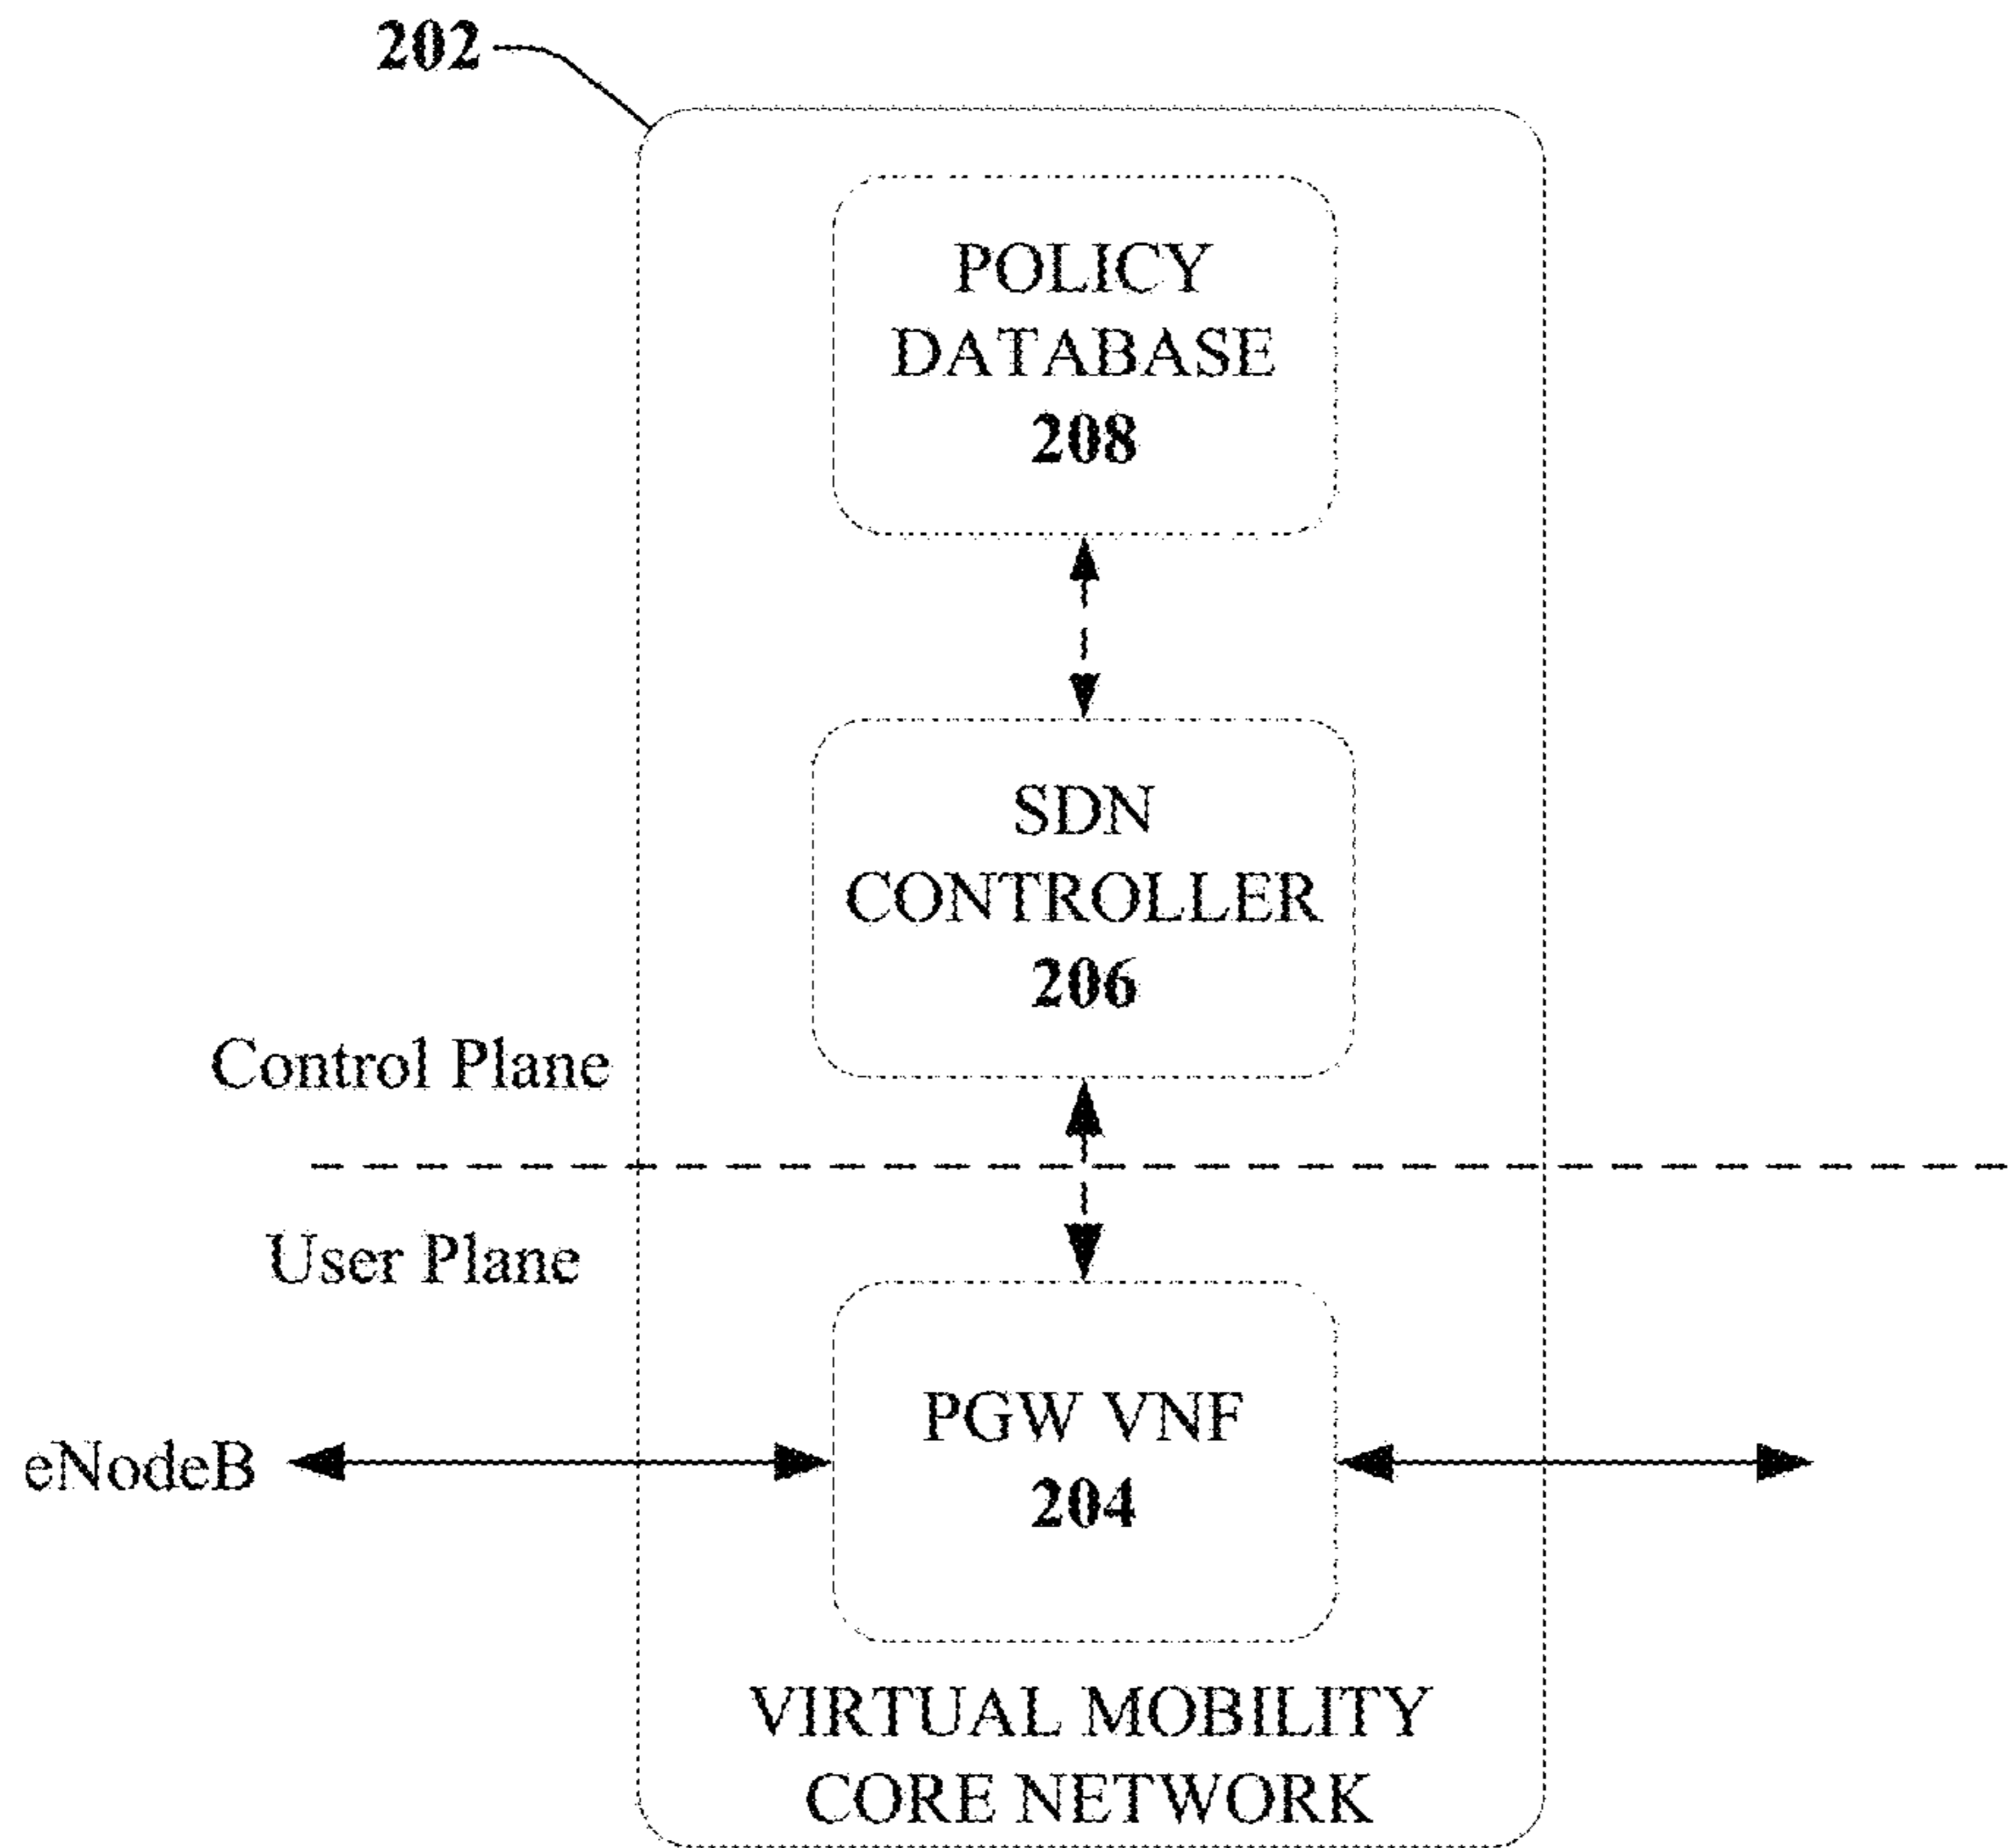 202
POLICY
DATABASE
208
SDN
CONTROLLER
206
Control Plane
User Plane
PGW VNF
204
eNodeB
VIRTUAL MOBILITY
CORE NETWORK